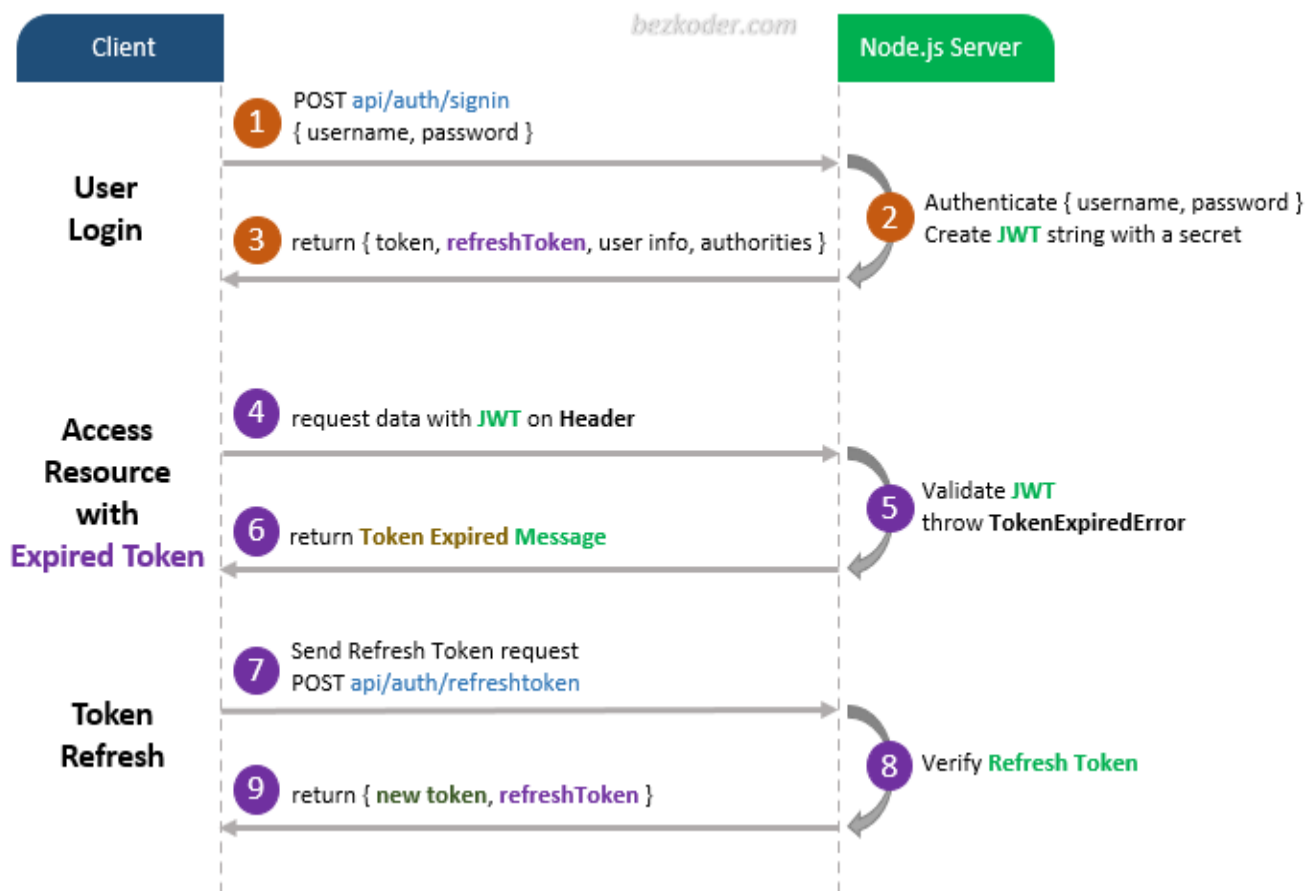 bezkoder.com
Client
Node.js Server
User
Login
1
POST api/auth/signin
{ username, password }
2
Authenticate { username, password }
Create JWT string with a secret
3
return { token, refreshToken, user info, authorities }
Access
Resource
with
Expired Token
4
request data with JWT on Header
5
Validate JWT
throw TokenExpiredError
6
return Token Expired Message
Token
Refresh
7
Send Refresh Token request
POST api/auth/refreshtoken
8
Verify Refresh Token
9
return { new token, refreshToken }